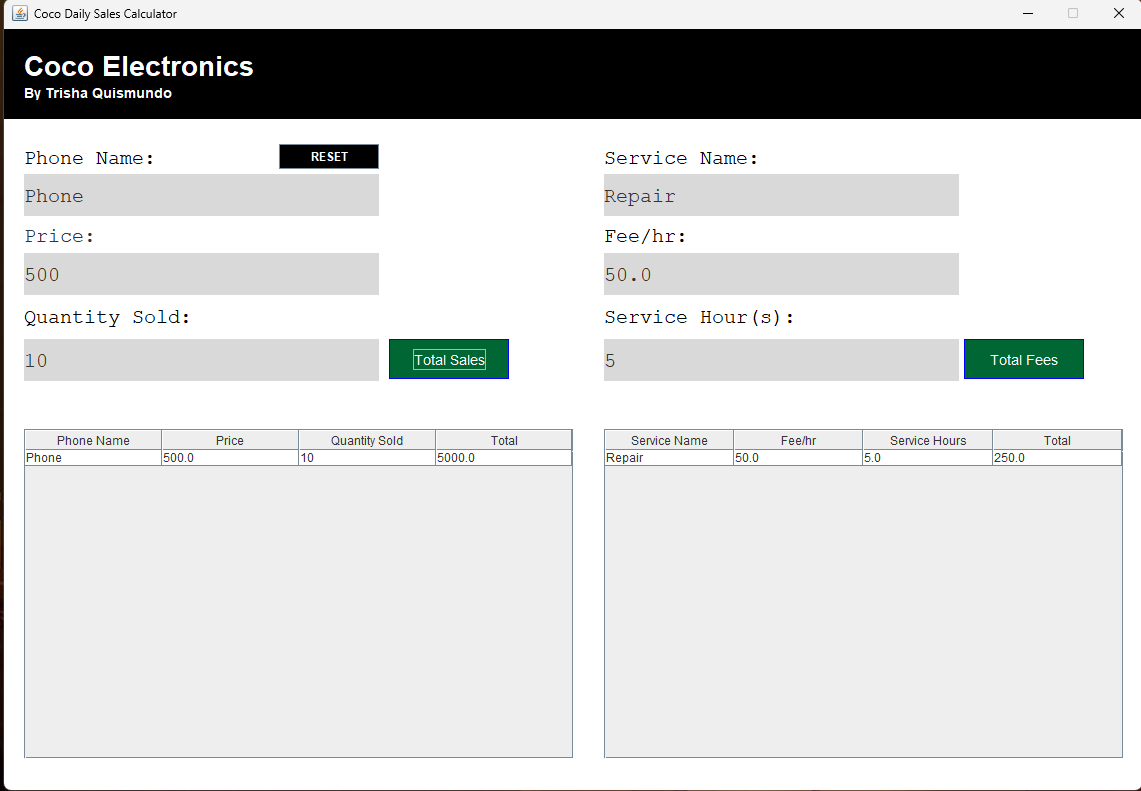 Coco Daily Sales Calculator
Coco Electronics
By Trisha Quismundo
Phone Name:
RESET
Phone
Price:
500
Quantity Sold:
10
Total Sales
Service Name:
Repair
Fee/hr:
50.0
Service Hour(s):
5
Total Fees
Phone Name Price Quantity Sold Total
Phone 500.0 10 5000.0
Service Name Fee/hr Service Hours Total
Repair 50.0 5.0 250.0